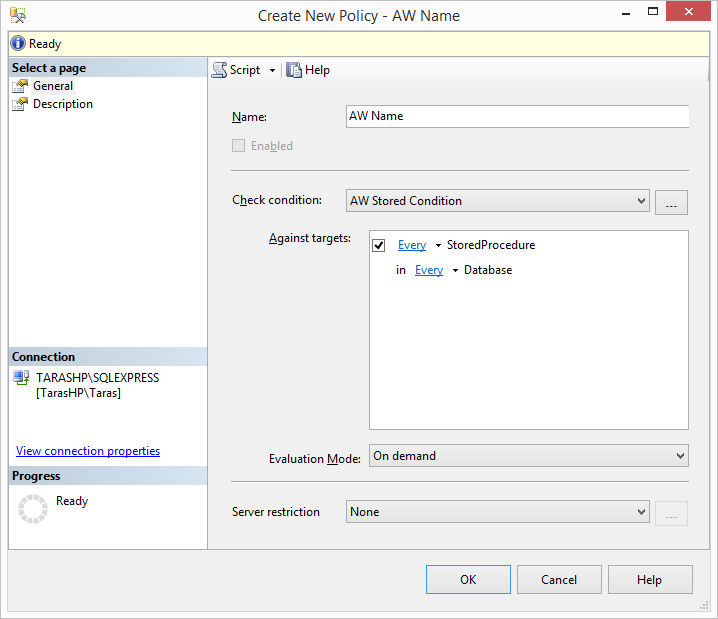 Create New Policy - AW Name
Ready
Select a page
General
Description
Script
Help
Name:
AW Name
Enabled
Check condition:
AW Stored Condition
...
Against targets:
Every StoredProcedure
in Every Database
Evaluation Mode:
On demand
Server restriction
None
...
Connection
TARASHP\SQLEXPRESS
[TarasHP\Taras]
View connection properties
Progress
Ready
OK
Cancel
Help